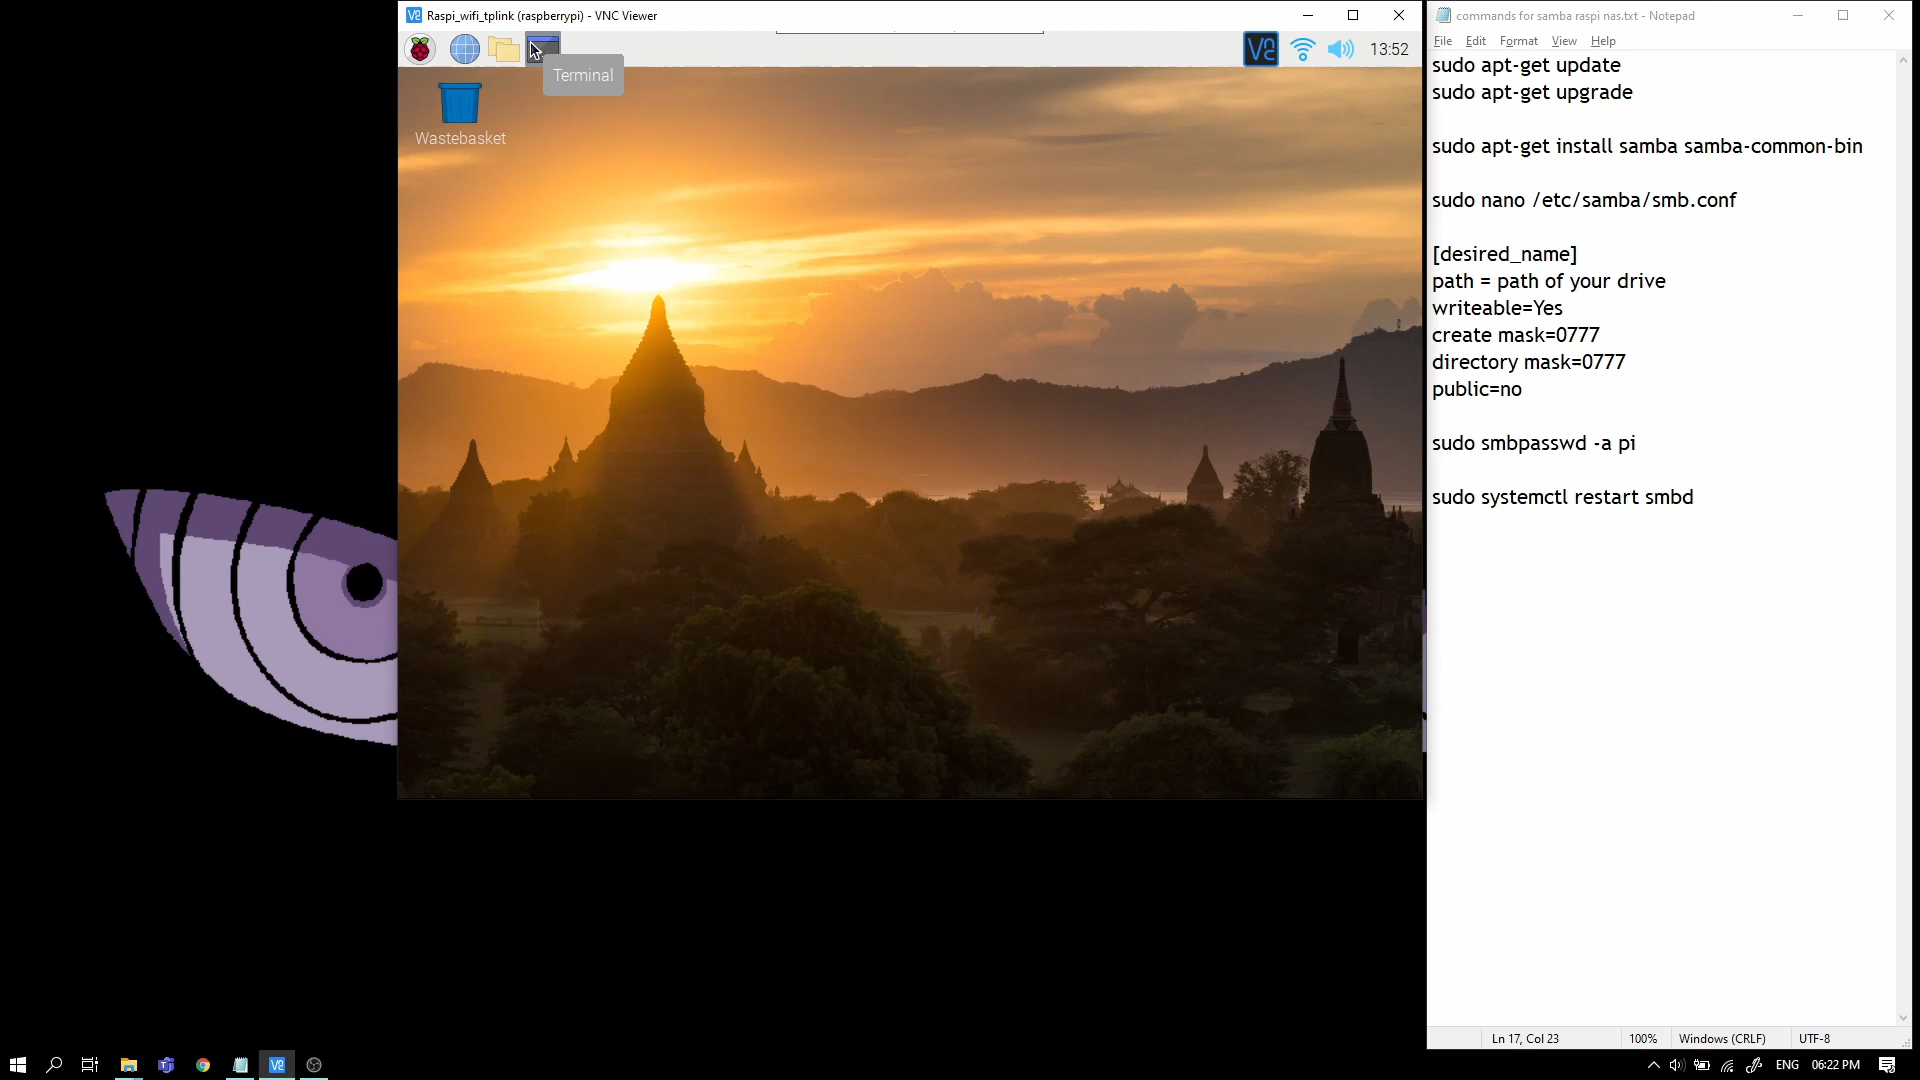 Raspi_wifi_tplink (raspberrypi) - VNC Viewer
13:52
Terminal
Wastebasket
commands for samba raspi nas.txt - Notepad
File Edit Format View Help
sudo apt-get update
sudo apt-get upgrade
sudo apt-get install samba samba-common-bin
sudo nano /etc/samba/smb.conf
[desired_name]
path = path of your drive
writeable=Yes
create mask=0777
directory mask=0777
public=no
sudo smbpasswd -a pi
sudo systemctl restart smbd
Ln 17, Col 23 100% Windows (CRLF) UTF-8
ENG 06:22 PM